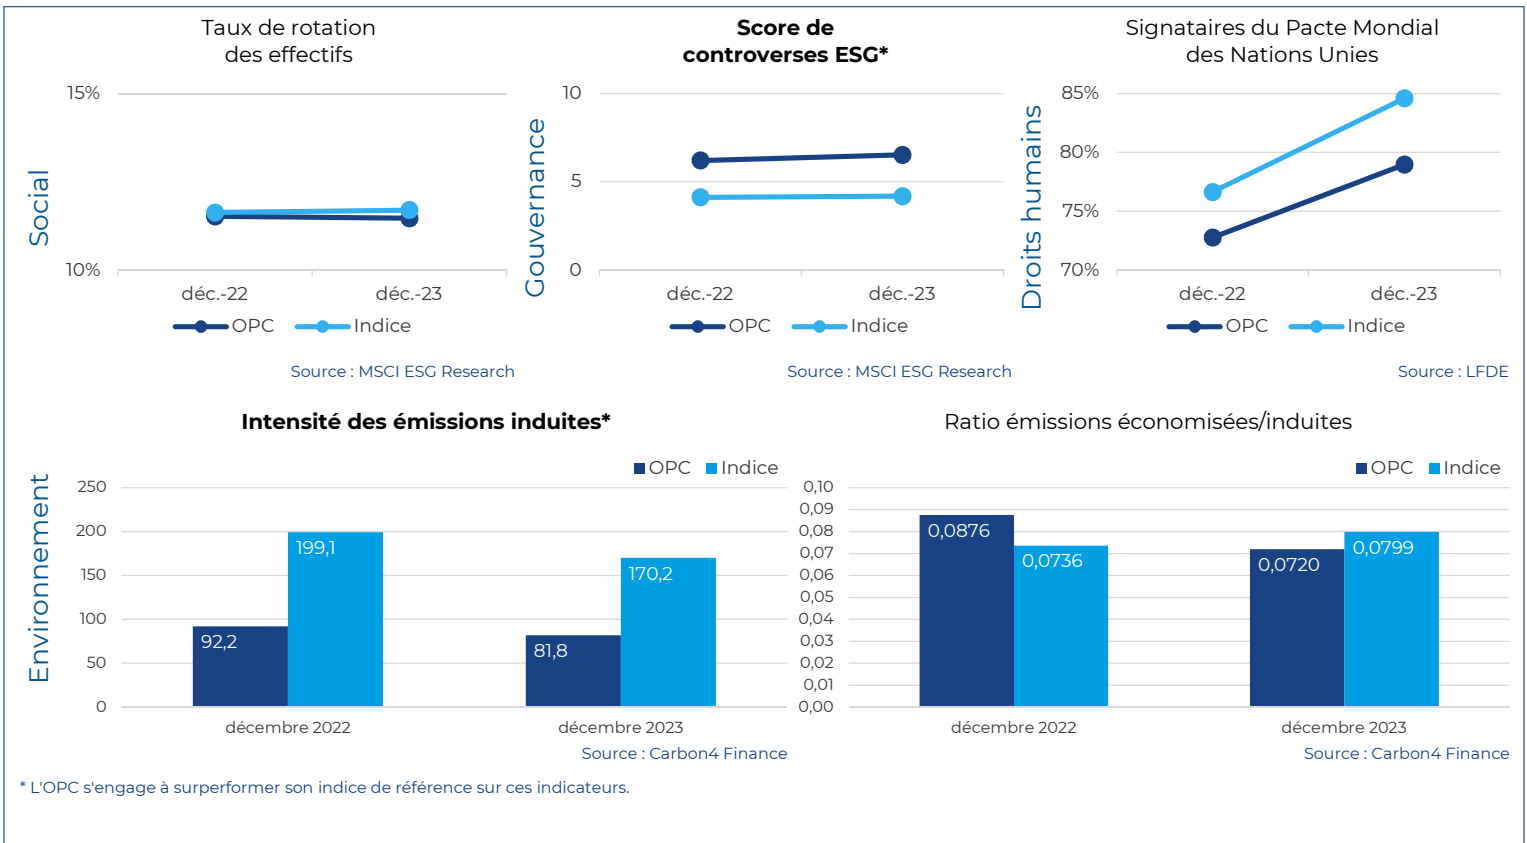 Taux de rotation
des effectifs
Social
15%
10%
déc.-22
déc.-23
OPC
Indice
Source : MSCI ESG Research
Score de
controverses ESG*
Gouvernance
10
5
0
déc.-22
déc.-23
OPC
Indice
Source : MSCI ESG Research
Signataires du Pacte Mondial
des Nations Unies
Droits humains
85%
80%
75%
70%
déc.-22
déc.-23
OPC
Indice
Source : LFDE
Intensité des émissions induites*
Environnement
OPC
Indice
250
200
150
100
50
0
92,2
199,1
81,8
170,2
décembre 2022
décembre 2023
Source : Carbon4 Finance
Ratio émissions économisées/induites
OPC
Indice
0,10
0,09
0,08
0,07
0,06
0,05
0,04
0,03
0,02
0,01
0,00
0,0876
0,0736
0,0720
0,0799
décembre 2022
décembre 2023
Source : Carbon4 Finance
* L'OPC s'engage à surperformer son indice de référence sur ces indicateurs.